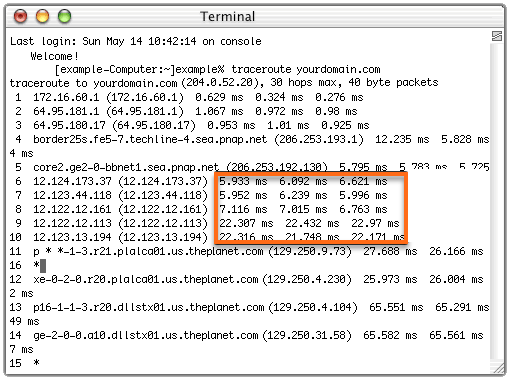 Terminal
Last login: Sun May 14 10:42:14 on console
Welcome!
[example-Computer:~]example% traceroute yourdomain.com
traceroute to yourdomain.com (204.0.52.20), 30 hops max, 40 byte packets
1 172.16.60.1 (172.16.60.1) 0.629 ms 0.324 ms 0.276 ms
2 64.95.181.1 (64.95.181.1) 1.067 ms 0.972 ms 0.98 ms
3 64.95.180.17 (64.95.180.17) 0.953 ms 1.01 ms 0.925 ms
4 border25s.fe5-7.techline-4.sea.pnap.net (206.253.193.1) 12.235 ms 5.828
4 ms
5 core2.ge2-0-bbnet1.sea.pnap.net (206.253.192.130) 5.795 ms 5.783 ms 5.725
6 12.124.173.37 (12.124.173.37) 5.933 ms 6.092 ms 6.621 ms
7 12.123.44.118 (12.123.44.118) 5.952 ms 6.239 ms 5.996 ms
8 12.122.12.161 (12.122.12.161) 7.116 ms 7.015 ms 6.763 ms
9 12.122.12.113 (12.122.12.113) 22.307 ms 22.432 ms 22.97 ms
10 12.123.13.194 (12.123.13.194) 22.316 ms 21.748 ms 22.171 ms
11 p * *-1-3.r21.plalca01.us.theplanet.com (129.250.9.73) 27.688 ms 26.166 ms
16 *
12 xe-0-2-0.r20.plalca01.us.theplanet.com (129.250.4.230) 25.973 ms 26.004
2 ms
13 p16-1-1-3.r20.dllstx01.us.theplanet.com (129.250.4.104) 65.551 ms 65.291
49 ms
14 ge-2-0-0.a10.dllstx01.us.theplanet.com (129.250.31.58) 65.582 ms 65.561
7 ms
15 *